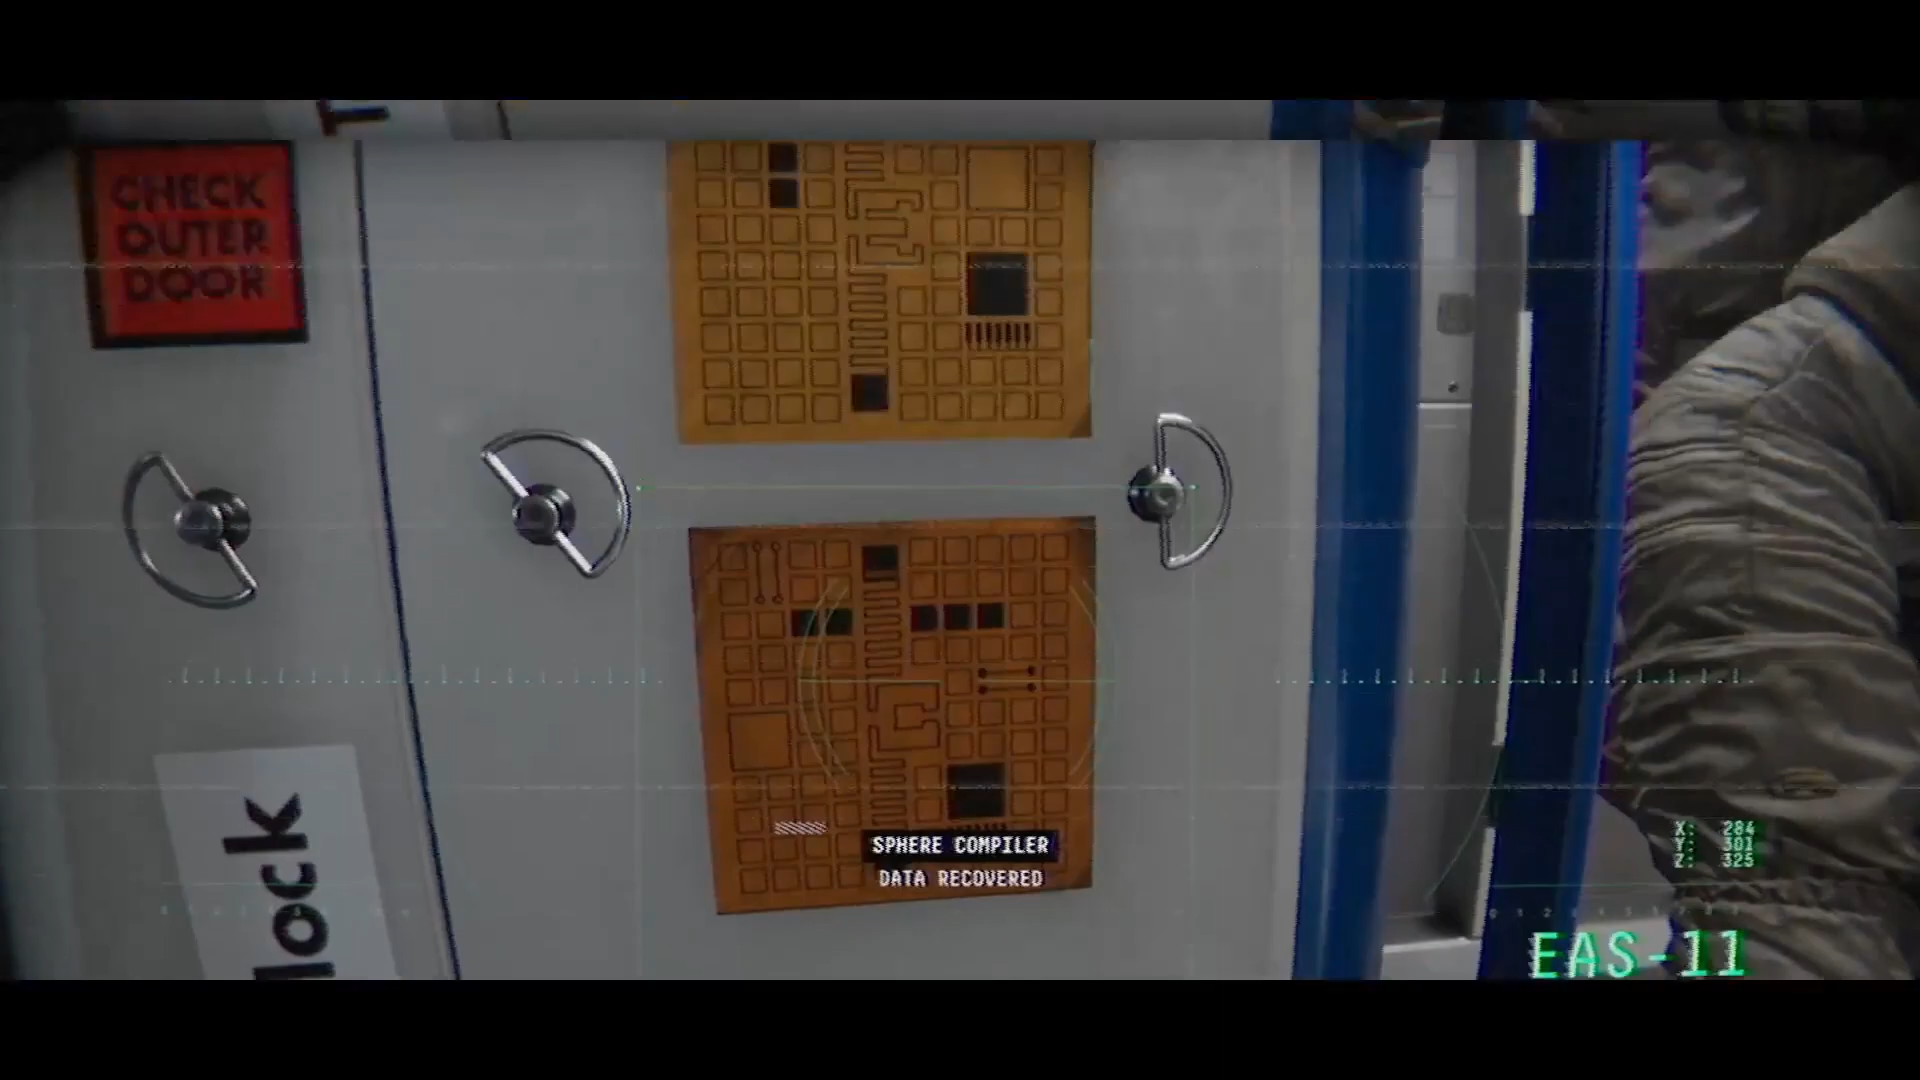 T
CHECK
OUTER
DOOR
lock
SPHERE COMPILER
DATA RECOVERED
X: 284
Y: 301
Z: 325
EAS-11